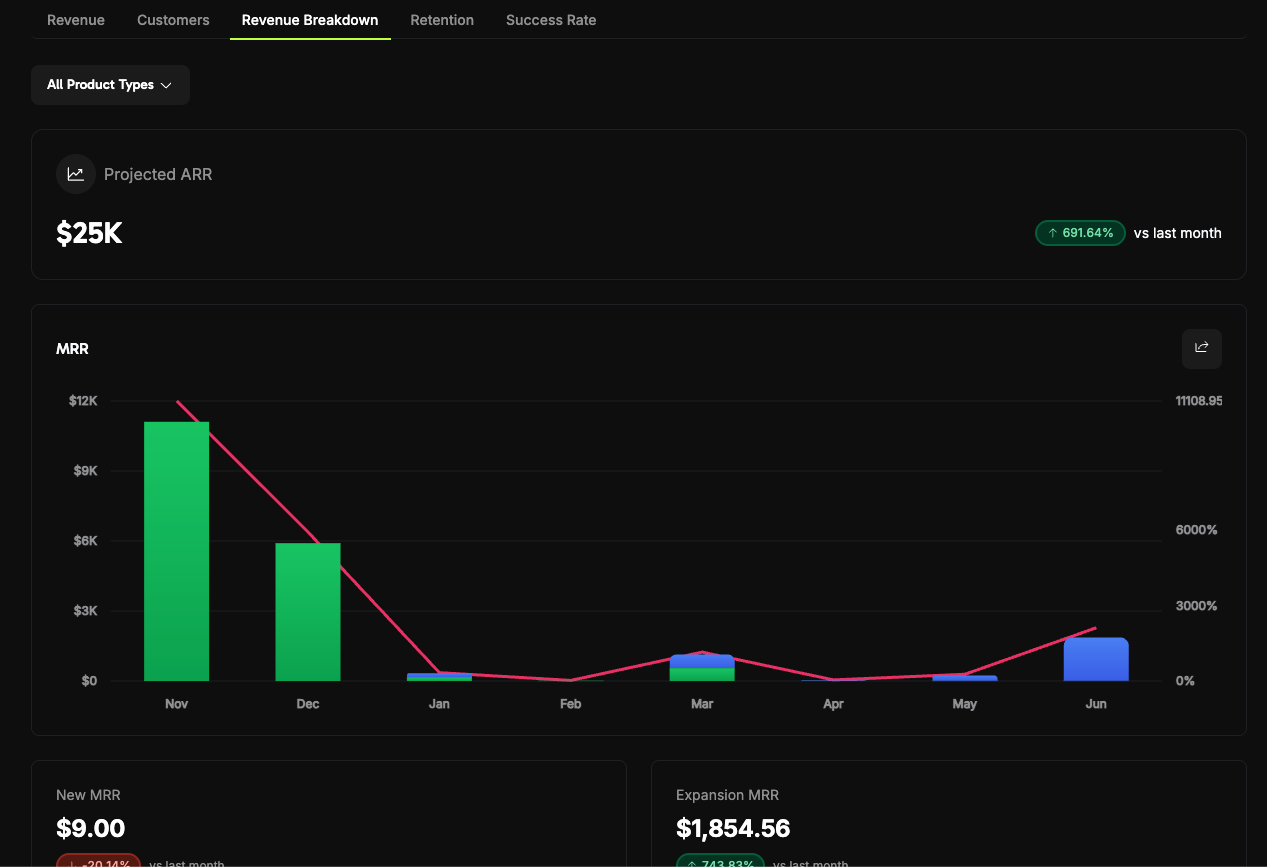 Revenue Customers Revenue Breakdown Retention Success Rate
All Product Types
Projected ARR
$25K
↑ 691.64% vs last month
MRR
$12K
11108.95
$9K
$6K
6000%
$3K
3000%
$0
0%
Nov Dec Jan Feb Mar Apr May Jun
New MRR
$9.00
↓ -20.14% vs last month
Expansion MRR
$1,854.56
↑ 743.83% vs last month